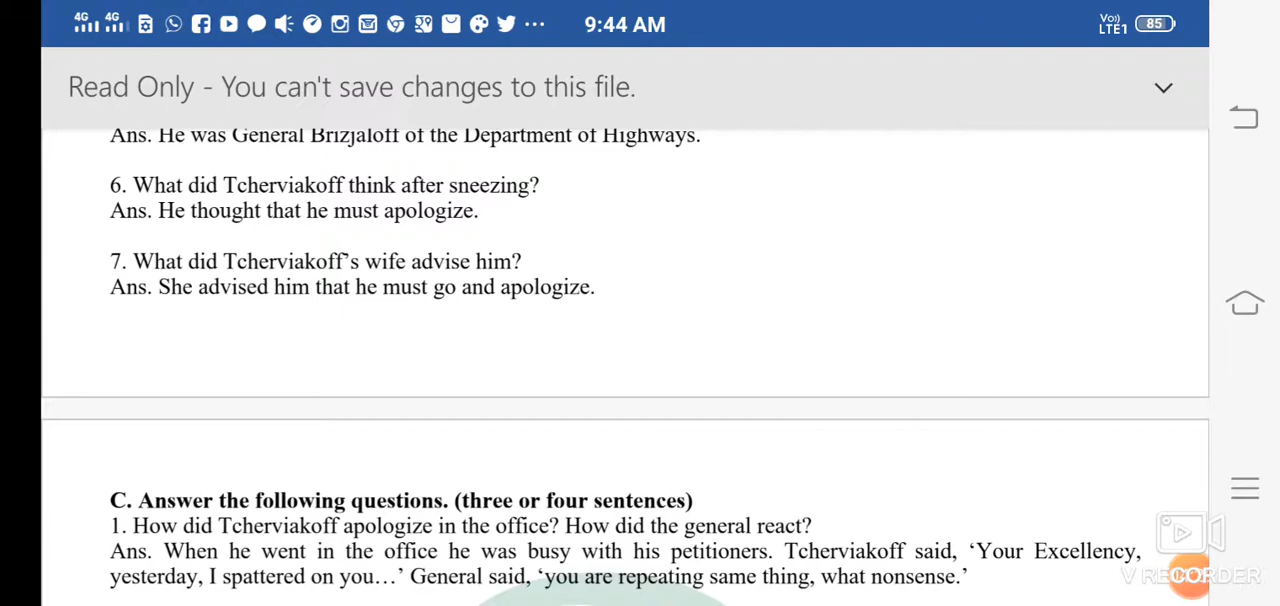 4G 4G 9:44 AM Vo)) LTE1 85
Read Only - You can't save changes to this file.
Ans. He was General Brizjaloff of the Department of Highways.
6. What did Tcherviakoff think after sneezing?
Ans. He thought that he must apologize.
7. What did Tcherviakoff’s wife advise him?
Ans. She advised him that he must go and apologize.
C. Answer the following questions. (three or four sentences)
1. How did Tcherviakoff apologize in the office? How did the general react?
Ans. When he went in the office he was busy with his petitioners. Tcherviakoff said, ‘Your Excellency,
yesterday, I spattered on you…’ General said, ‘you are repeating same thing, what nonsense.’
V RECORDER